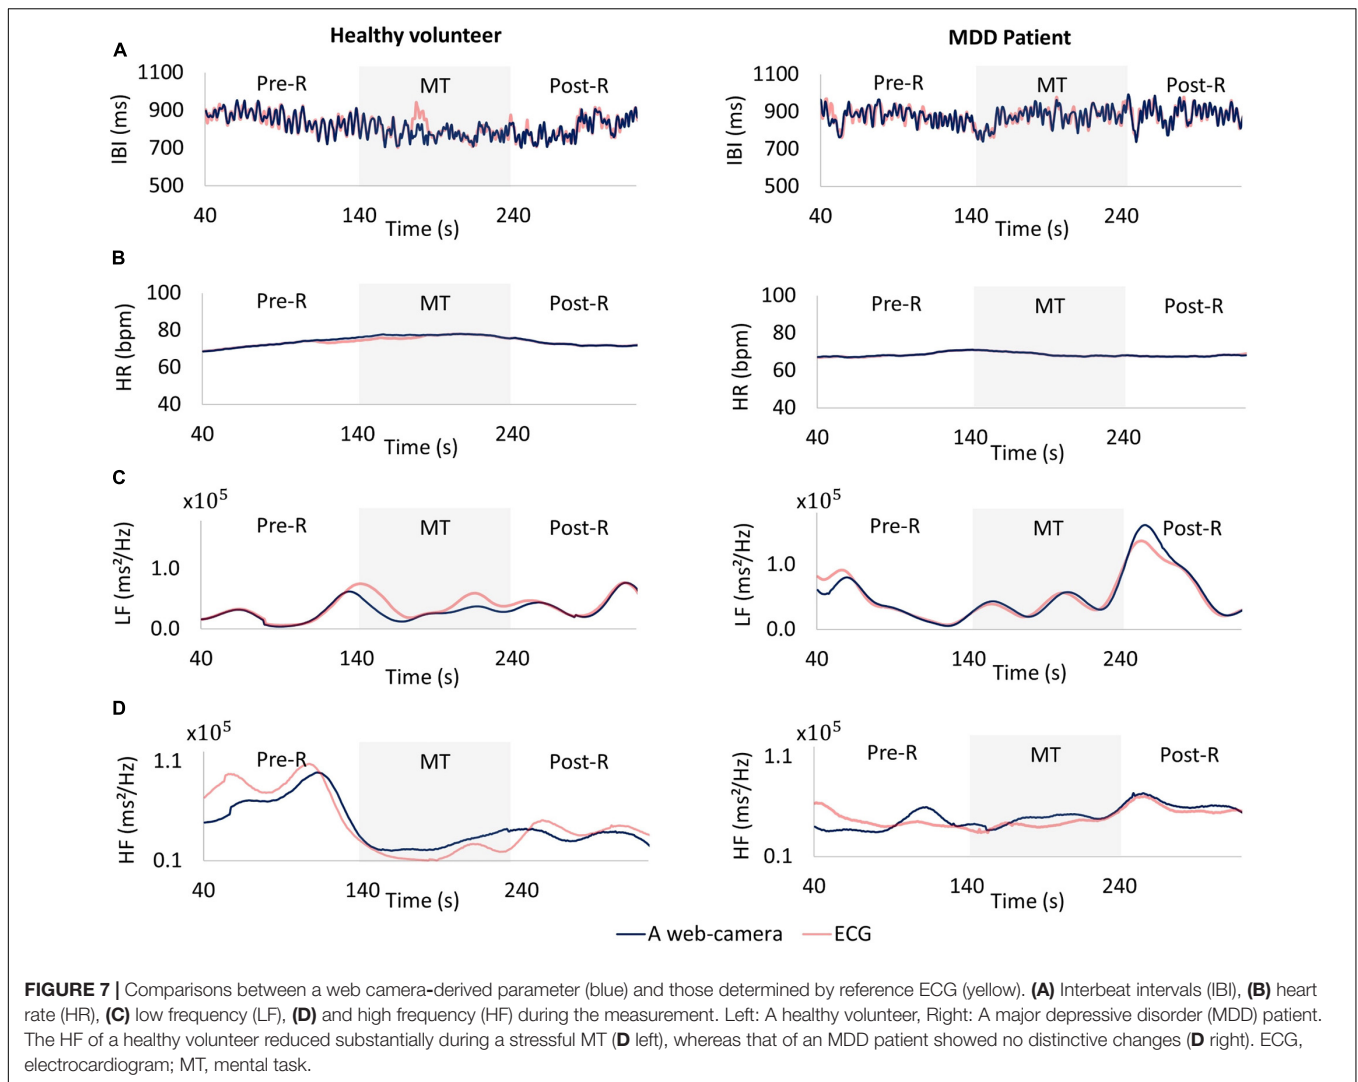 Healthy volunteer
MDD Patient
A
1100
900
700
500
IBI (ms)
Pre-R
MT
Post-R
40
140
240
Time (s)
1100
900
700
500
IBI (ms)
Pre-R
MT
Post-R
40
140
240
Time (s)
B
100
80
60
40
HR (bpm)
Pre-R
MT
Post-R
40
140
240
Time (s)
100
80
60
40
HR (bpm)
Pre-R
MT
Post-R
40
140
240
Time (s)
C
x10⁵
1.0
0.0
LF (ms²/Hz)
Pre-R
MT
Post-R
40
140
240
Time (s)
x10⁵
1.0
0.0
LF (ms²/Hz)
Pre-R
MT
Post-R
40
140
240
Time (s)
D
x10⁵
1.1
0.1
HF (ms²/Hz)
Pre-R
MT
Post-R
40
140
240
Time (s)
x10⁵
1.1
0.1
HF (ms²/Hz)
Pre-R
MT
Post-R
40
140
240
Time (s)
A web-camera
ECG
FIGURE 7 | Comparisons between a web camera-derived parameter (blue) and those determined by reference ECG (yellow). (A) Interbeat intervals (IBI), (B) heart
rate (HR), (C) low frequency (LF), (D) and high frequency (HF) during the measurement. Left: A healthy volunteer, Right: A major depressive disorder (MDD) patient.
The HF of a healthy volunteer reduced substantially during a stressful MT (D left), whereas that of an MDD patient showed no distinctive changes (D right). ECG,
electrocardiogram; MT, mental task.